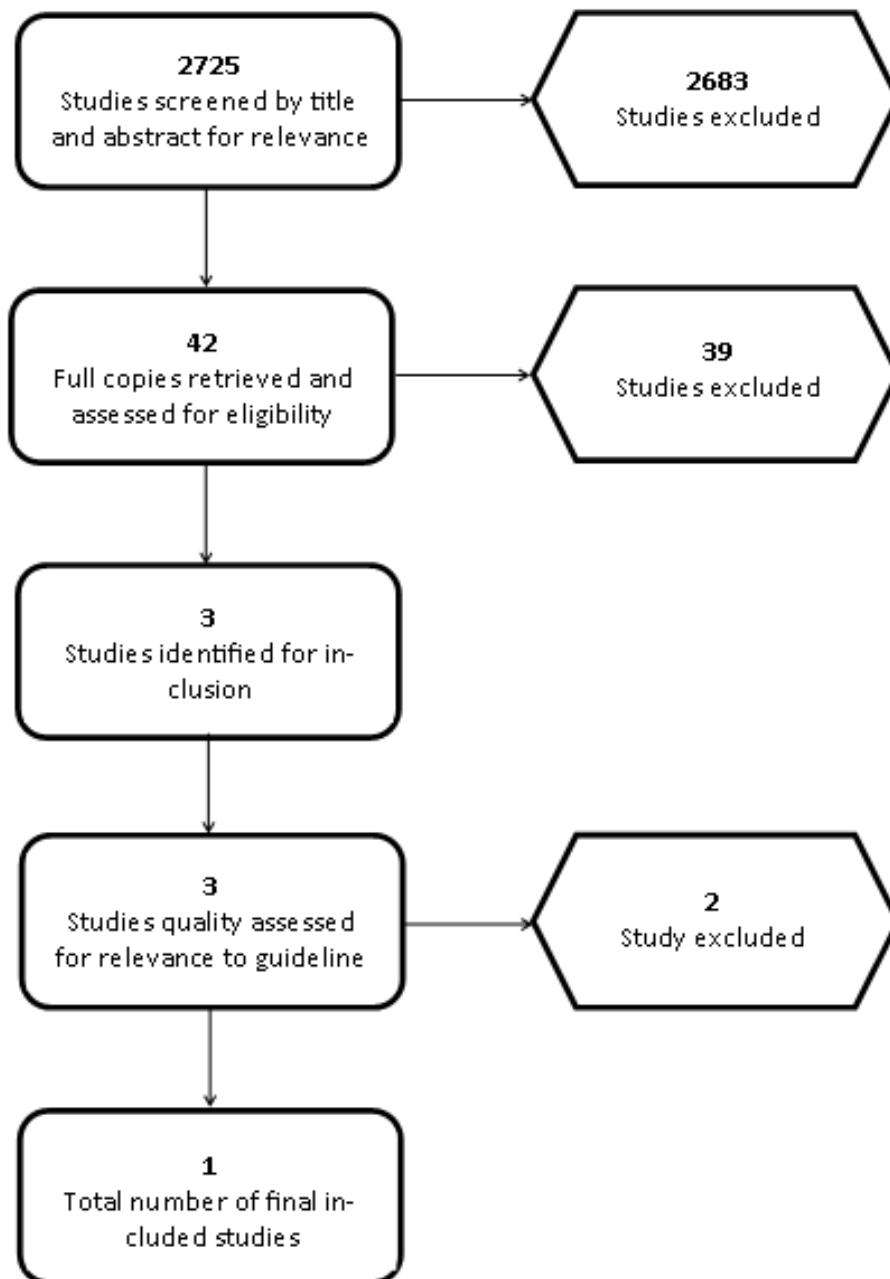 2725
Studies screened by title
and abstract for relevance
2683
Studies excluded
42
Full copies retrieved and
assessed for eligibility
39
Studies excluded
3
Studies identified for in-
clusion
3
Studies quality assessed
for relevance to guideline
2
Study excluded
1
Total number of final in-
cluded studies